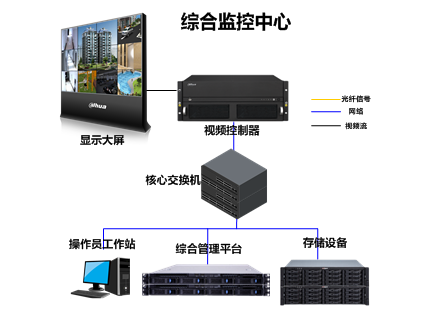 综合监控中心
alhua
显示大屏
视频控制器
光纤信号
网络
视频流
核心交换机
操作员工作站
综合管理平台
存储设备